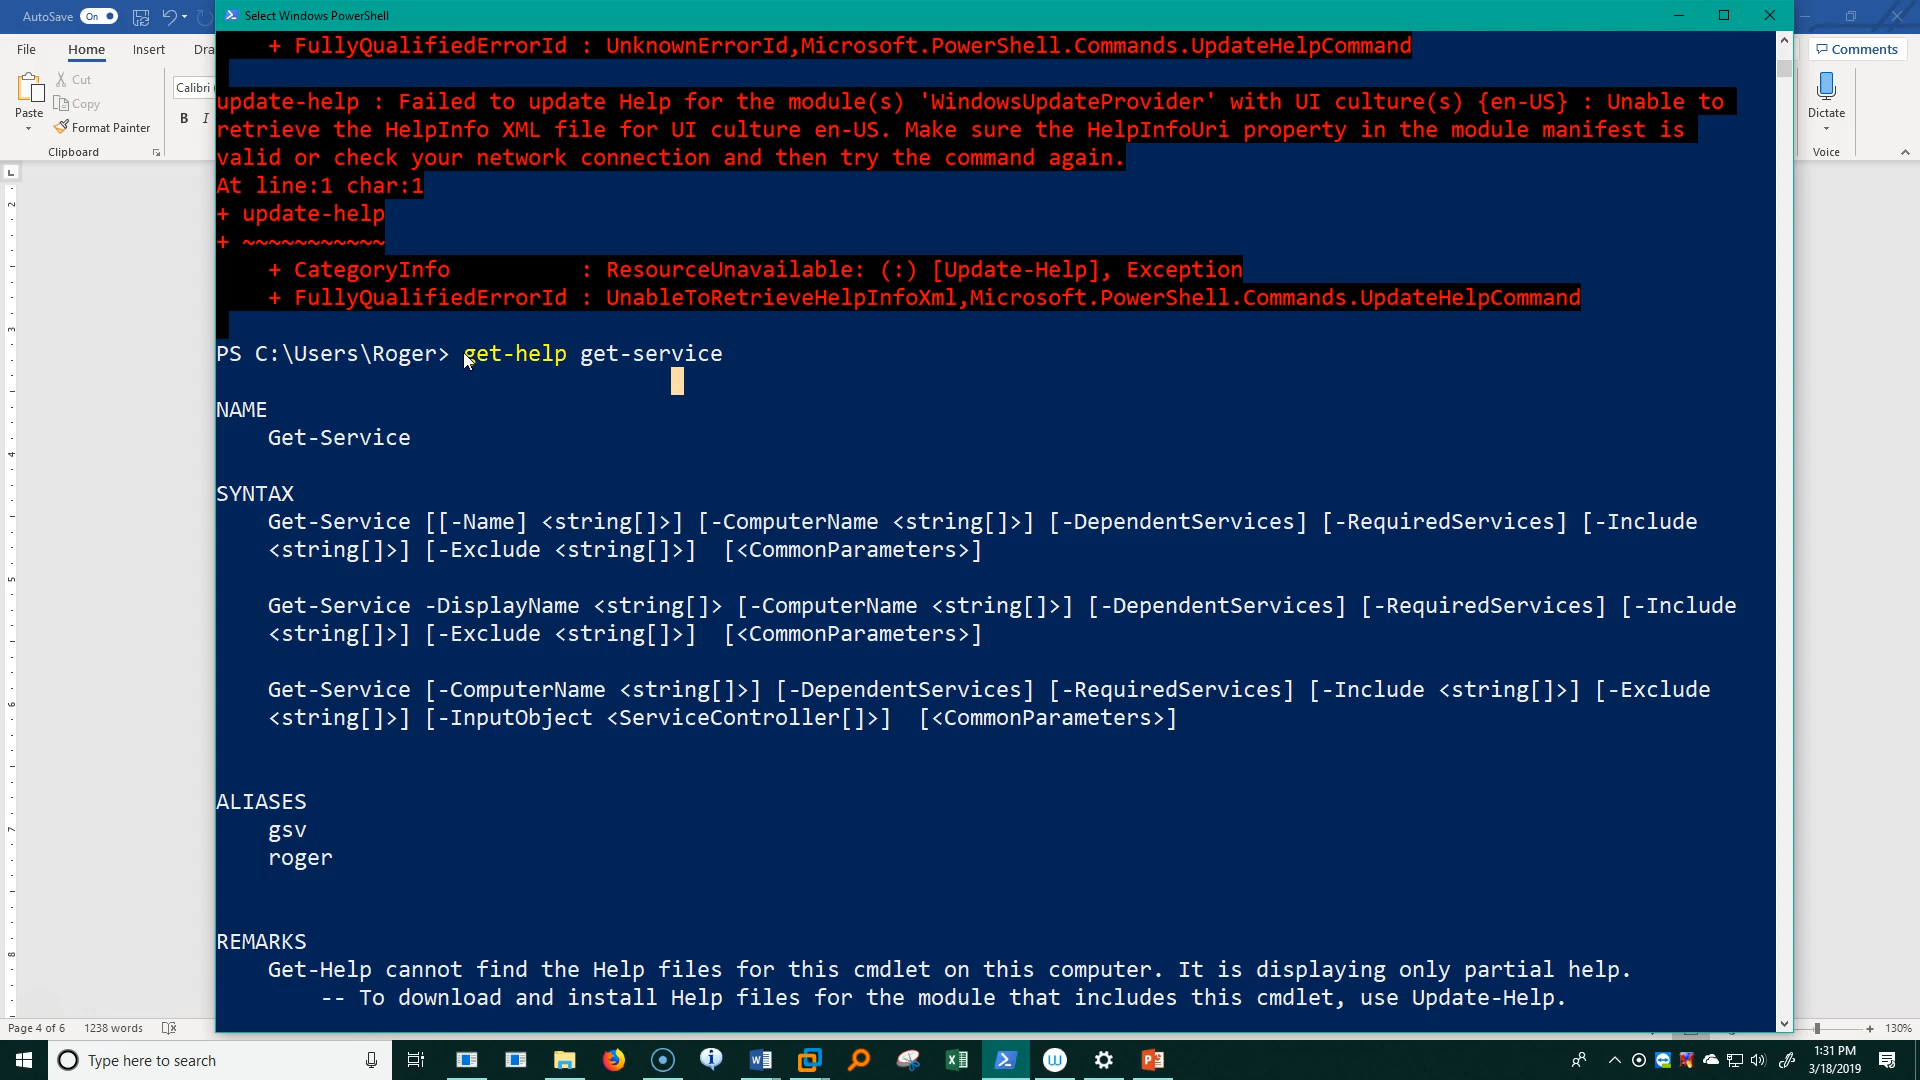 AutoSave On
Select Windows PowerShell
File Home Insert Dra
Comments
Paste
Cut
Copy
Format Painter
Clipboard
Calibri
B I
Dictate
Voice
+ FullyQualifiedErrorId : UnknownErrorId,Microsoft.PowerShell.Commands.UpdateHelpCommand
update-help : Failed to update Help for the module(s) 'WindowsUpdateProvider' with UI culture(s) {en-US} : Unable to
retrieve the HelpInfo XML file for UI culture en-US. Make sure the HelpInfoUri property in the module manifest is
valid or check your network connection and then try the command again.
At line:1 char:1
+ update-help
+ ~~~~~~~~~~~
+ CategoryInfo          : ResourceUnavailable: (:) [Update-Help], Exception
+ FullyQualifiedErrorId : UnableToRetrieveHelpInfoXml,Microsoft.PowerShell.Commands.UpdateHelpCommand
PS C:\Users\Roger> get-help get-service
NAME
Get-Service
SYNTAX
Get-Service [[-Name] <string[]>] [-ComputerName <string[]>] [-DependentServices] [-RequiredServices] [-Include
<string[]>] [-Exclude <string[]>]  [<CommonParameters>]
Get-Service -DisplayName <string[]> [-ComputerName <string[]>] [-DependentServices] [-RequiredServices] [-Include
<string[]>] [-Exclude <string[]>]  [<CommonParameters>]
Get-Service [-ComputerName <string[]>] [-DependentServices] [-RequiredServices] [-Include <string[]>] [-Exclude
<string[]>] [-InputObject <ServiceController[]>]  [<CommonParameters>]
ALIASES
gsv
roger
REMARKS
Get-Help cannot find the Help files for this cmdlet on this computer. It is displaying only partial help.
-- To download and install Help files for the module that includes this cmdlet, use Update-Help.
2
3
4
5
6
7
8
Page 4 of 6 1238 words
130%
Type here to search
1:31 PM
3/18/2019